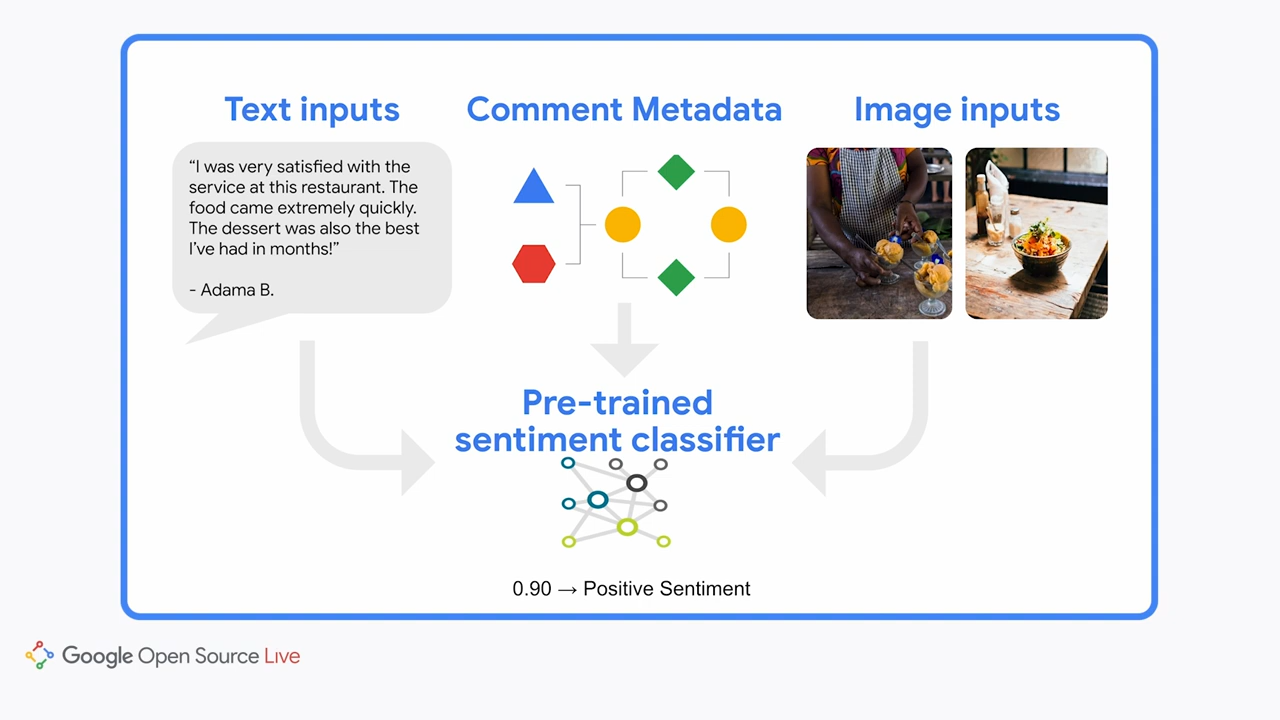 Text inputs
Comment Metadata
Image inputs
“I was very satisfied with the
service at this restaurant. The
food came extremely quickly.
The dessert was also the best
I’ve had in months!”
- Adama B.
Pre-trained
sentiment classifier
0.90 → Positive Sentiment
Google Open Source Live